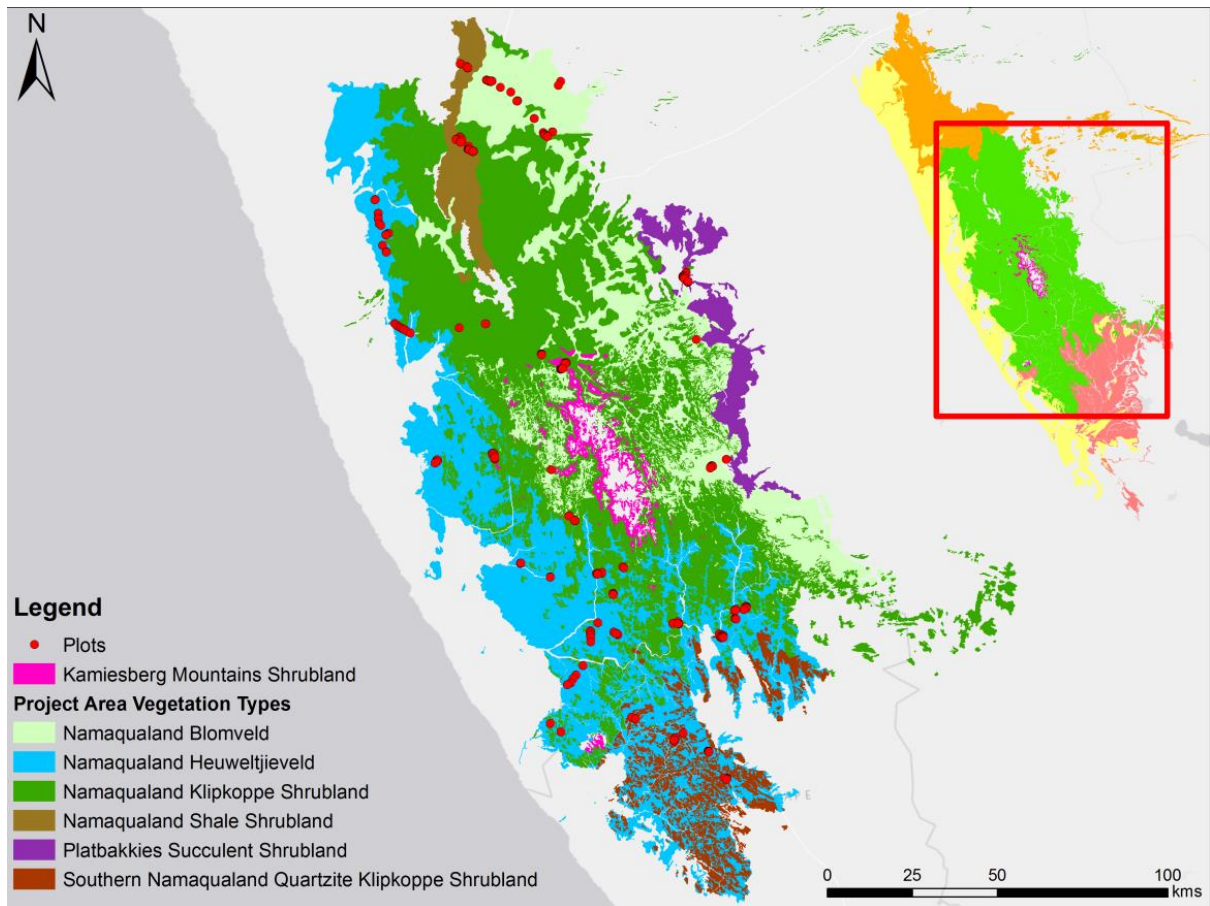 N
Legend
Plots
Kamiesberg Mountains Shrubland
Project Area Vegetation Types
Namaqualand Blomveld
Namaqualand Heuweltjieveld
Namaqualand Klipkoppe Shrubland
Namaqualand Shale Shrubland
Platbakkies Succulent Shrubland
Southern Namaqualand Quartzite Klipkoppe Shrubland
0 25 50 100
kms